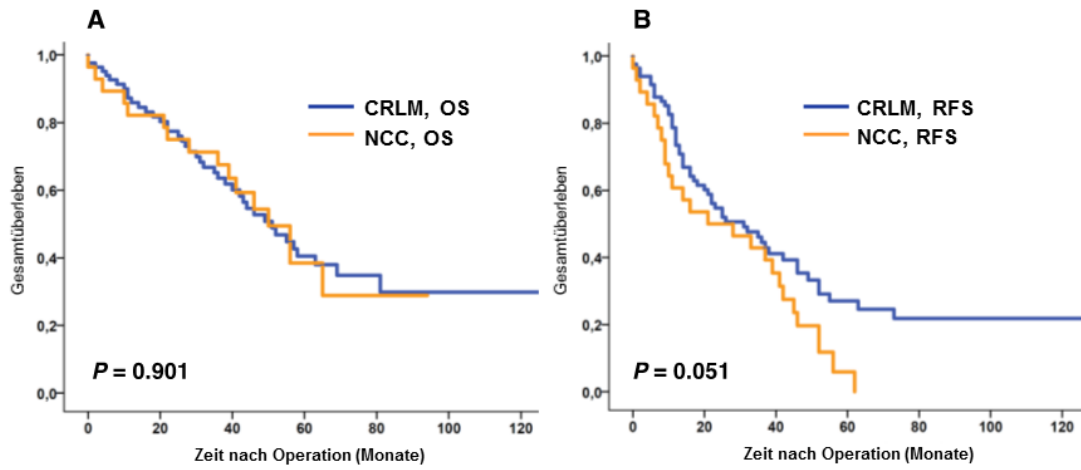 A
Gesamtüberleben
1,0
0,8
0,6
0,4
0,2
0,0
CRLM, OS
NCC, OS
P = 0.901
0 20 40 60 80 100 120
Zeit nach Operation (Monate)
B
Gesamtüberleben
1,0
0,8
0,6
0,4
0,2
0,0
CRLM, RFS
NCC, RFS
P = 0.051
0 20 40 60 80 100 120
Zeit nach Operation (Monate)